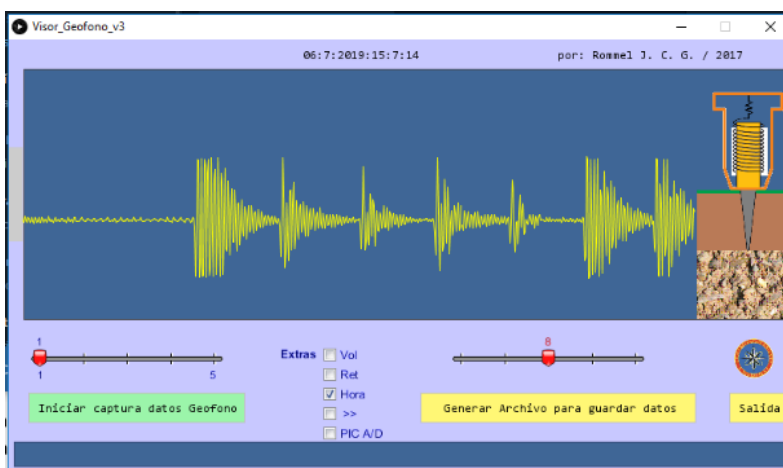 Visor_Geofono_v3
06:7:2019:15:7:14
por: Rommel J. C. G. / 2017
1
1
5
Extras
Vol
Ret
Hora
>>
PIC A/D
8
Iniciar captura datos Geofono
Generar Archivo para guardar datos
Salida